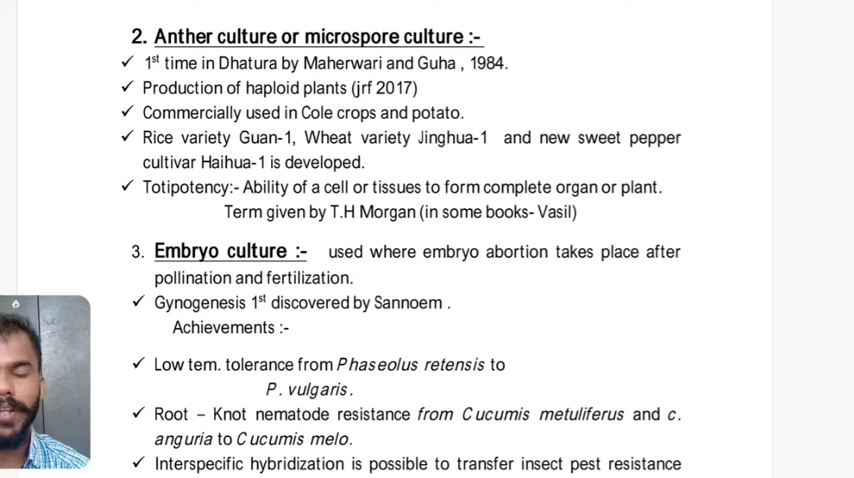 2. Anther culture or microspore culture :-
✓ 1st time in Dhatura by Maherwari and Guha , 1984.
✓ Production of haploid plants (jrf 2017)
✓ Commercially used in Cole crops and potato.
✓ Rice variety Guan-1, Wheat variety Jinghua-1 and new sweet pepper
cultivar Haihua-1 is developed.
✓ Totipotency:- Ability of a cell or tissues to form complete organ or plant.
Term given by T.H Morgan (in some books- Vasil)
3. Embryo culture :- used where embryo abortion takes place after
pollination and fertilization.
✓ Gynogenesis 1st discovered by Sannoem .
Achievements :-
✓ Low tem. tolerance from Phaseolus retensis to
P. vulgaris.
✓ Root – Knot nematode resistance from Cucumis metuliferus and c.
anguria to Cucumis melo.
✓ Interspecific hybridization is possible to transfer insect pest resistance